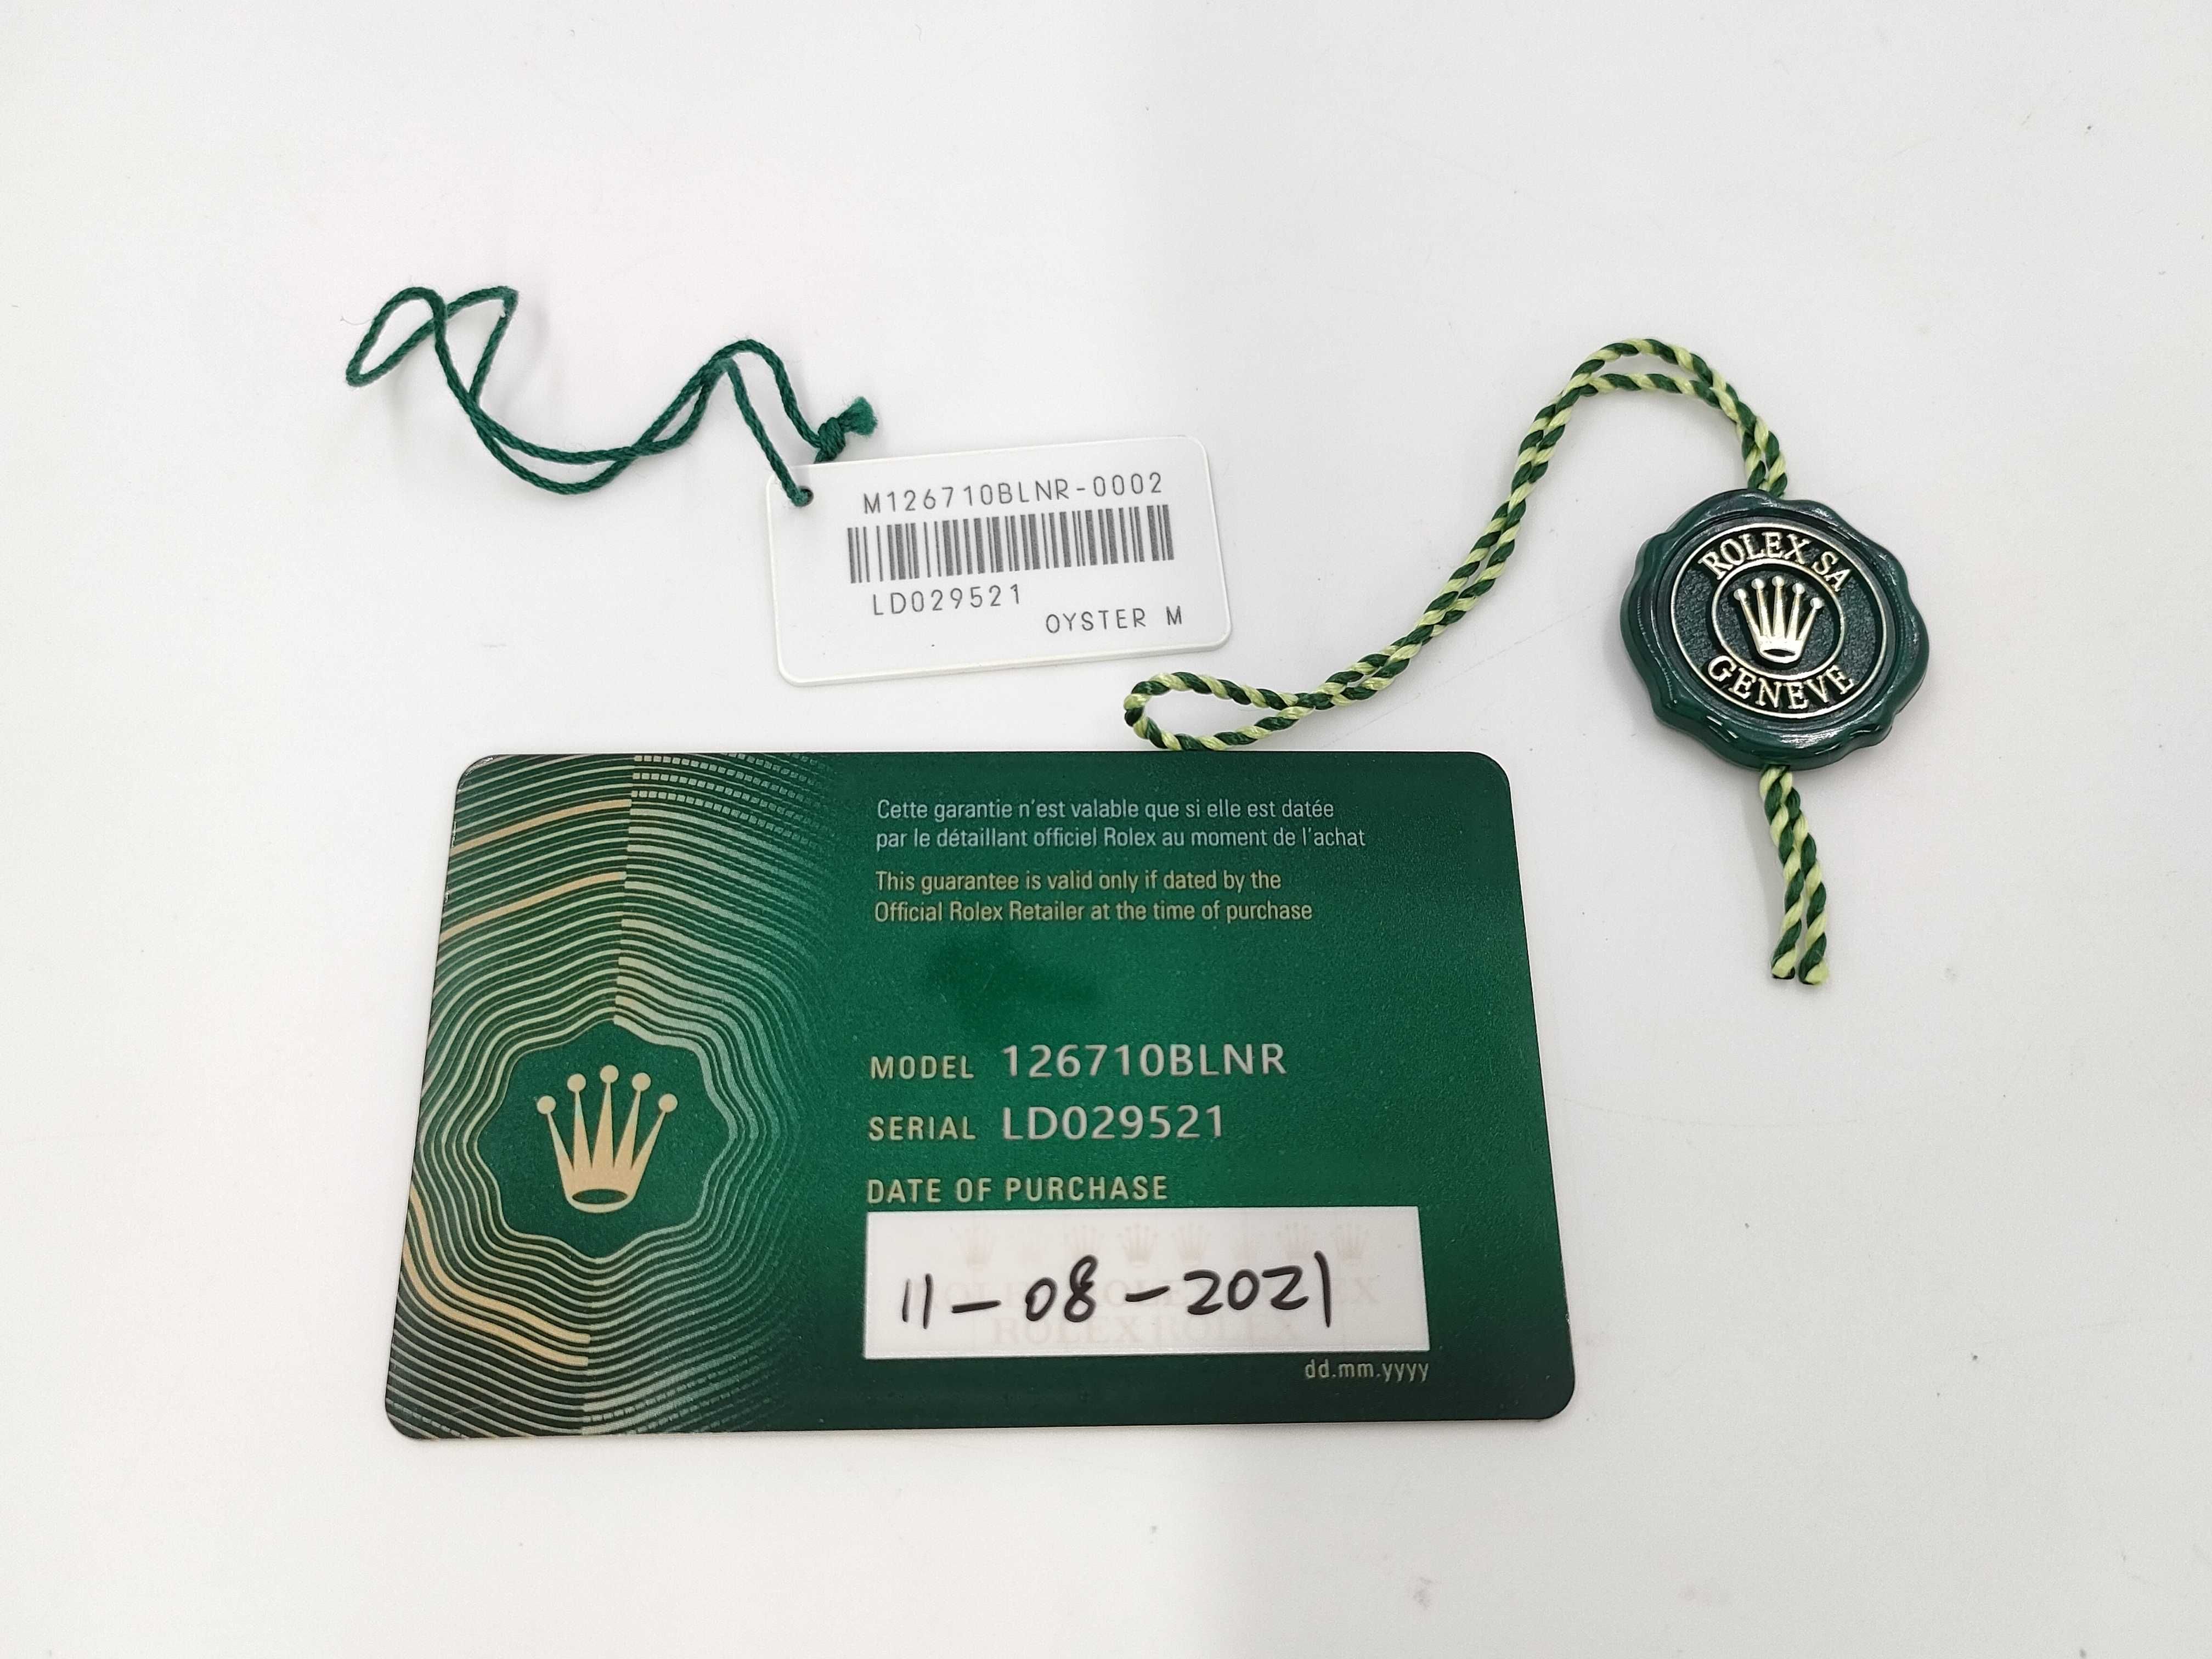 M126710BLNR-0002
LD029521
OYSTER M
ROLEX SA
GENEVE
Cette garantie n'est valable que si elle est datée
par le détaillant officiel Rolex au moment de l'achat
This guarantee is valid only if dated by the
Official Rolex Retailer at the time of purchase
MODEL 126710BLNR
SERIAL LD029521
DATE OF PURCHASE
11-08-2021
ROLEX ROLEX
dd.mm.yyyy